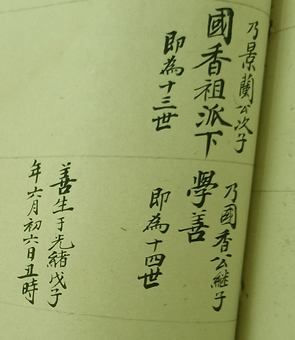 乃景蘭公次子
國香祖派下
即為十三世
乃國香公繼子
學善
即為十四世
善生于光緒戊子
年六月初六日丑時